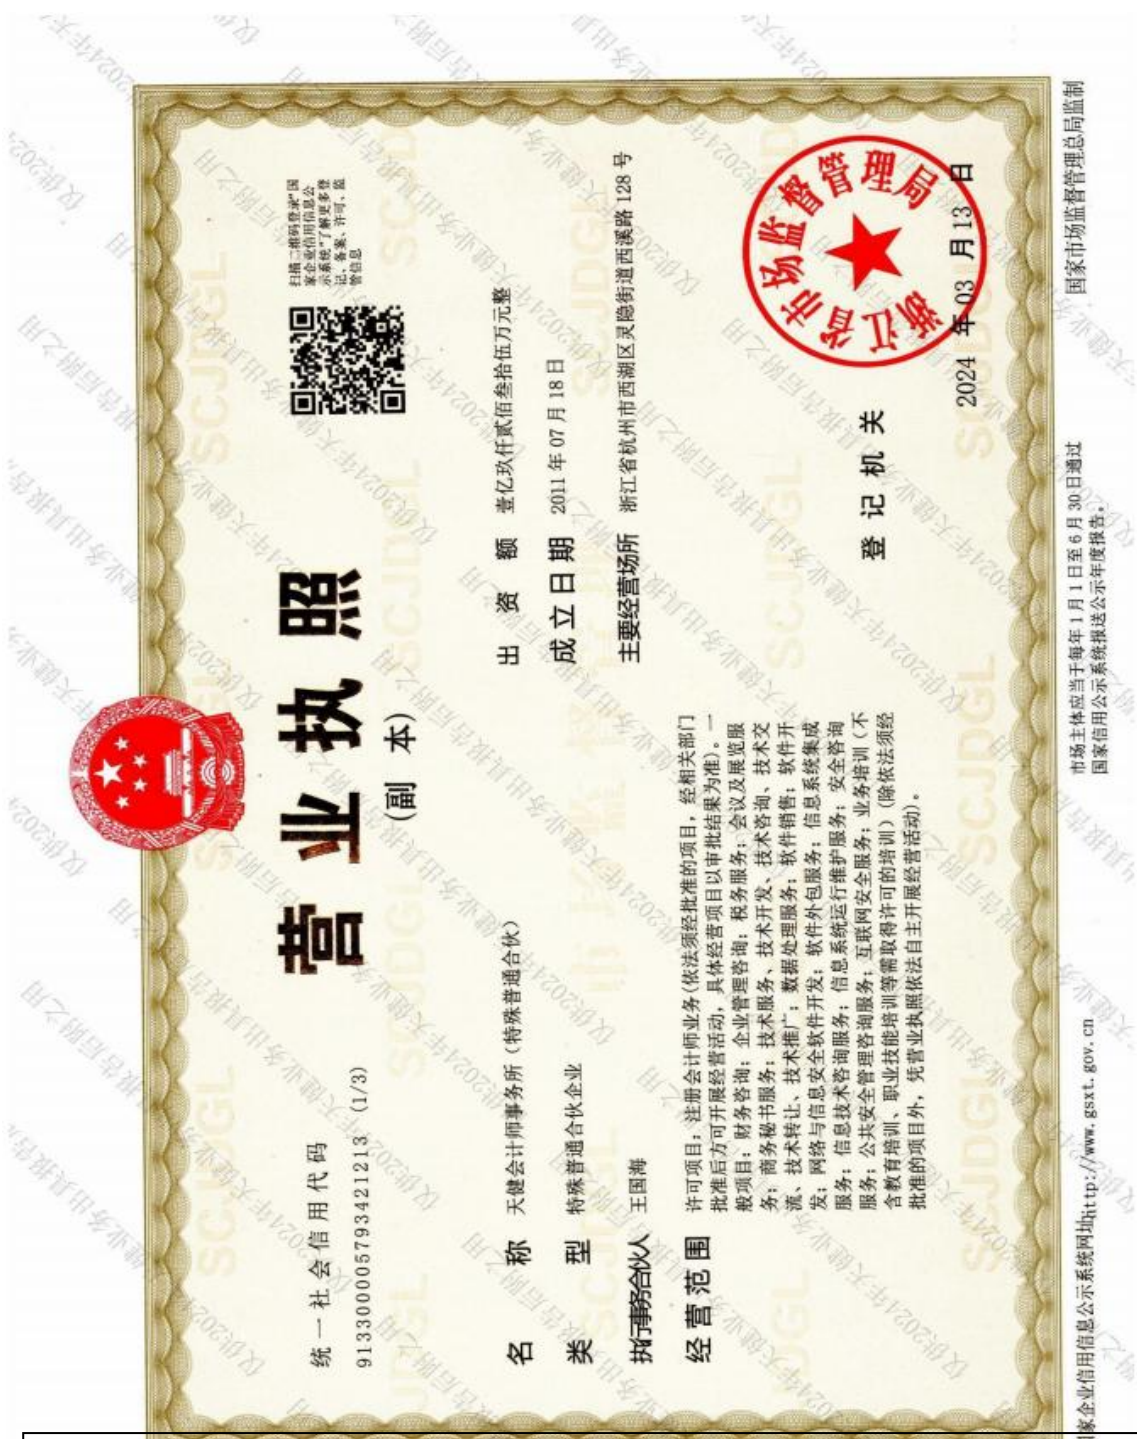 统一社会信用代码
913300005793421213 (1/3)
营业执照
(副 本)
扫描二维码登录“国
家企业信用信息公
示系统”了解更多登
记、备案、许可、监
管信息
名 称 天健会计师事务所（特殊普通合伙）
类 型 特殊普通合伙企业
执行事务合伙人 王国海
经营范围 许可项目：注册会计师业务(依法须经批准的项目，经相关部门
批准后方可开展经营活动，具体经营项目以审批结果为准)。一
般项目：财务咨询；企业管理咨询；税务服务；会议及展览服
务；商务秘书服务；技术服务、技术开发、技术咨询、技术交
流、技术转让、技术推广；数据处理服务；软件销售；软件开
发；网络与信息安全软件开发；软件外包服务；信息系统集成
服务；信息技术咨询服务；信息系统运行维护服务；安全咨询
服务；公共安全管理咨询服务；互联网安全服务；业务培训（不
含教育培训、职业技能培训等需取得许可的培训）(除依法须经
批准的项目外，凭营业执照依法自主开展经营活动)。
出 资 额 壹亿玖仟贰佰叁拾伍万元整
成立日期 2011年07月18日
主要经营场所 浙江省杭州市西湖区灵隐街道西溪路128号
登记机关
浙江省市场监督管理局
2024年03月13日
家企业信用信息公示系统网址http://www.gsxt.gov.cn
市场主体应当于每年1月1日至6月30日通过
国家信用公示系统报送公示年度报告。
国家市场监督管理总局监制
SCJDGL
仅供2024年天健业务出具报告后附之用